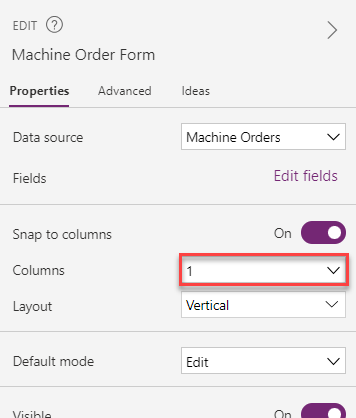 EDIT ?
Machine Order Form
Properties Advanced Ideas
Data source Machine Orders
Fields Edit fields
Snap to columns On
Columns 1
Layout Vertical
Default mode Edit
Visible On